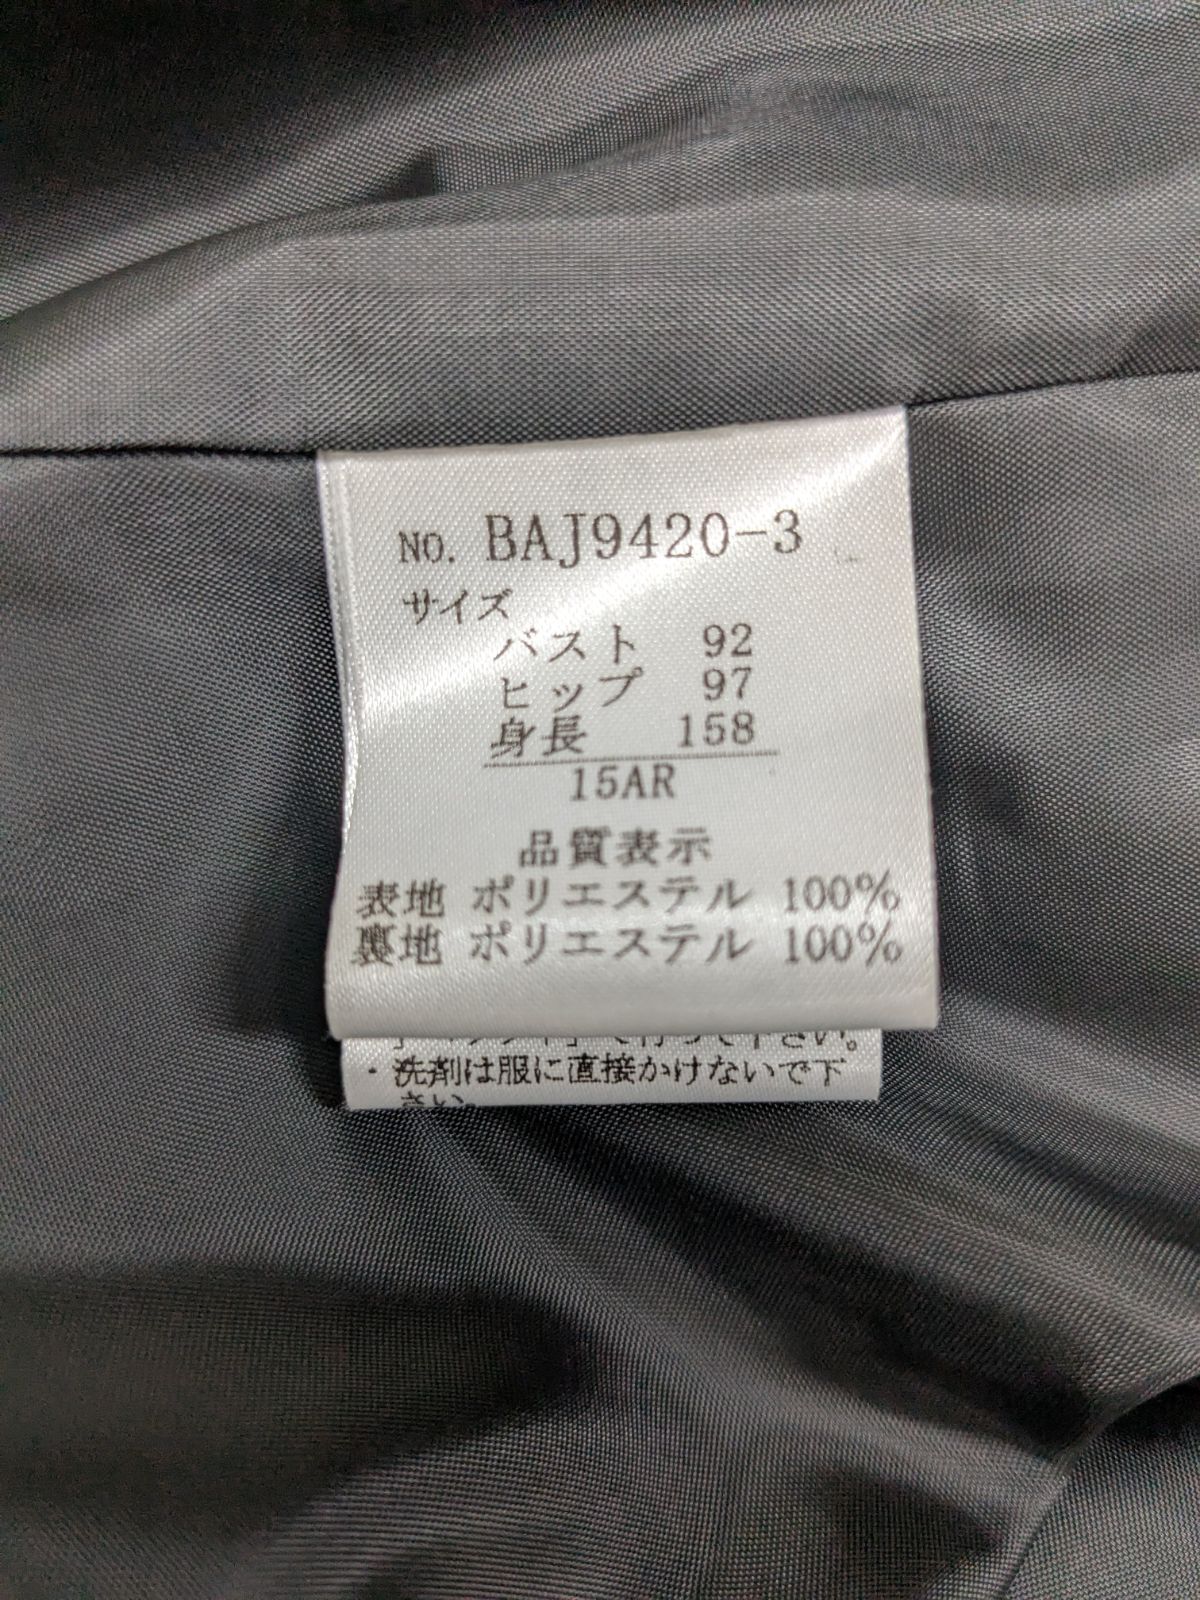 NO. BAJ9420-3
サイズ
バスト 92
ヒップ 97
身長 158
15AR
品質表示
表地 ポリエステル 100%
裏地 ポリエステル 100%
・洗剤は服に直接かけないで下
さい。